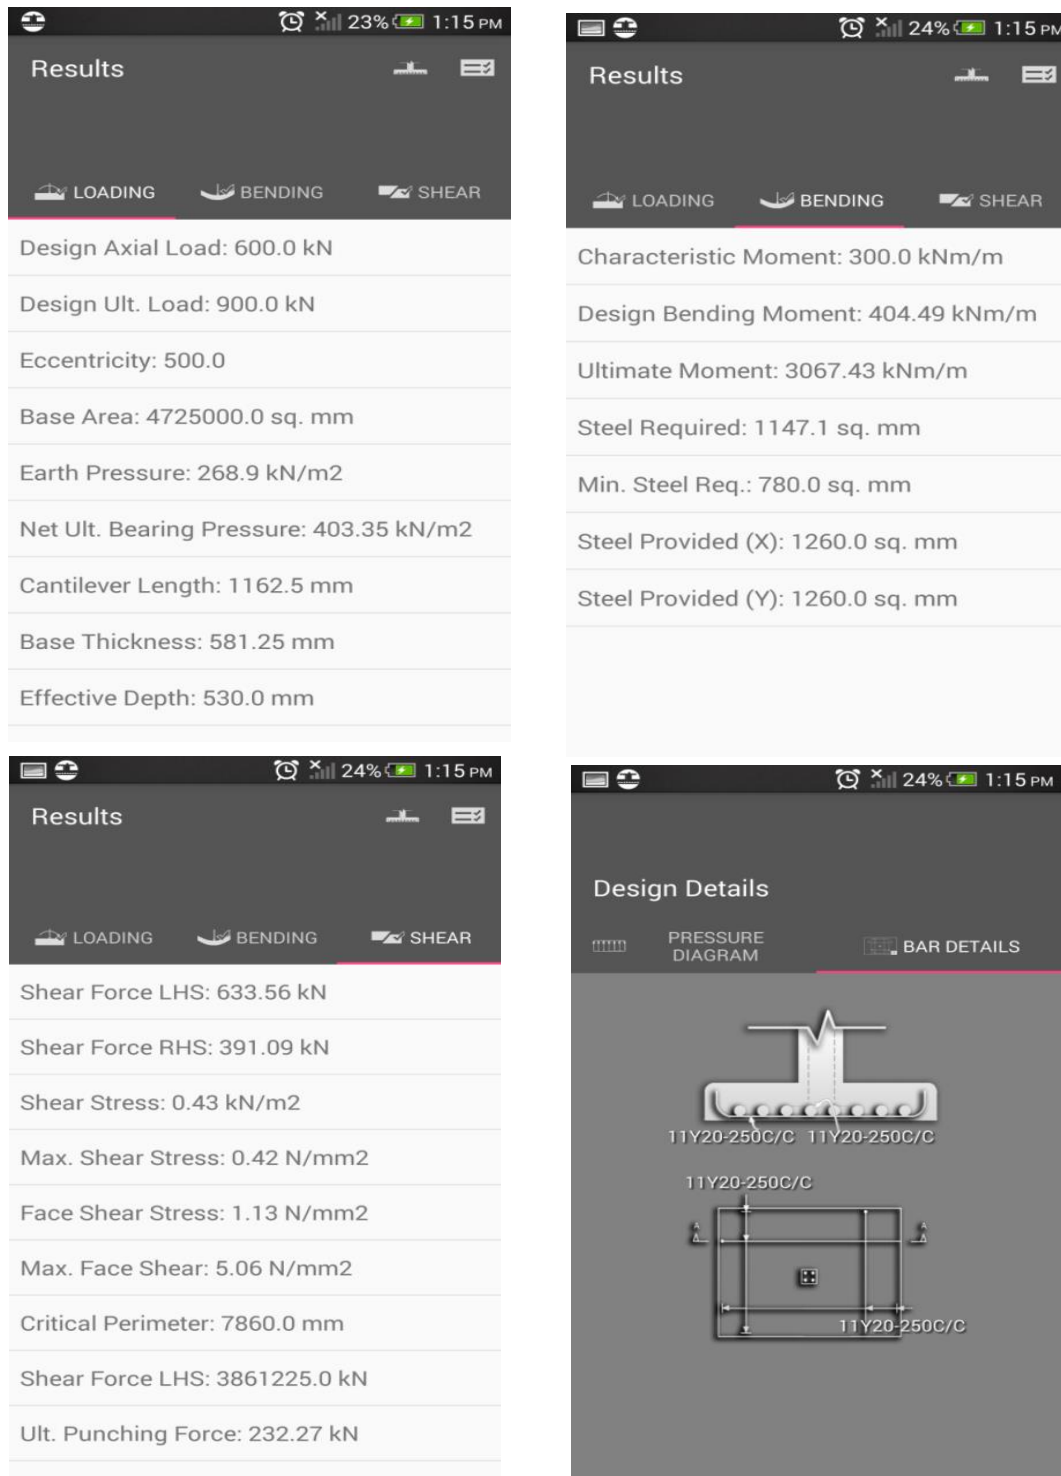 23% 1:15 PM
Results
LOADING BENDING SHEAR
Design Axial Load: 600.0 kN
Design Ult. Load: 900.0 kN
Eccentricity: 500.0
Base Area: 4725000.0 sq. mm
Earth Pressure: 268.9 kN/m2
Net Ult. Bearing Pressure: 403.35 kN/m2
Cantilever Length: 1162.5 mm
Base Thickness: 581.25 mm
Effective Depth: 530.0 mm
24% 1:15 PM
Results
LOADING BENDING SHEAR
Characteristic Moment: 300.0 kNm/m
Design Bending Moment: 404.49 kNm/m
Ultimate Moment: 3067.43 kNm/m
Steel Required: 1147.1 sq. mm
Min. Steel Req.: 780.0 sq. mm
Steel Provided (X): 1260.0 sq. mm
Steel Provided (Y): 1260.0 sq. mm
24% 1:15 PM
Results
LOADING BENDING SHEAR
Shear Force LHS: 633.56 kN
Shear Force RHS: 391.09 kN
Shear Stress: 0.43 kN/m2
Max. Shear Stress: 0.42 N/mm2
Face Shear Stress: 1.13 N/mm2
Max. Face Shear: 5.06 N/mm2
Critical Perimeter: 7860.0 mm
Shear Force LHS: 3861225.0 kN
Ult. Punching Force: 232.27 kN
24% 1:15 PM
Design Details
PRESSURE
DIAGRAM
BAR DETAILS
11Y20-250C/C 11Y20-250C/C
11Y20-250C/C
A A
11Y20-250C/C